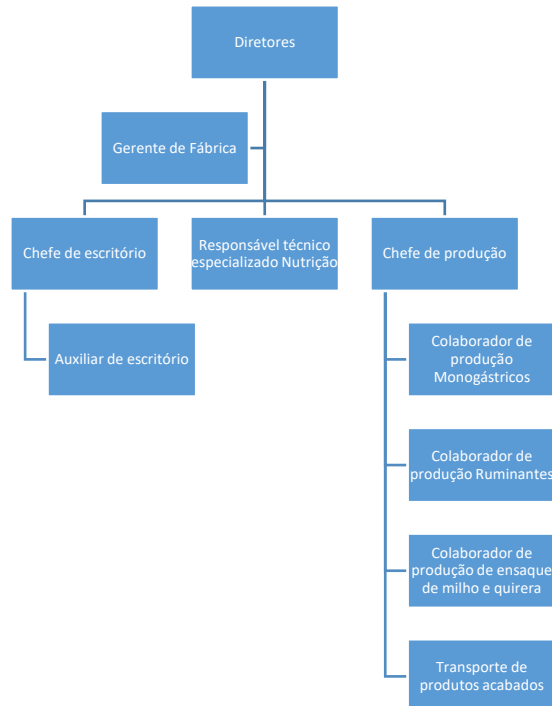 Diretores
Gerente de Fábrica
Chefe de escritório
Responsável técnico
especializado Nutrição
Chefe de produção
Auxiliar de escritório
Colaborador de
produção
Monogástricos
Colaborador de
produção Ruminantes
Colaborador de
produção de ensaque
de milho e quirera
Transporte de
produtos acabados